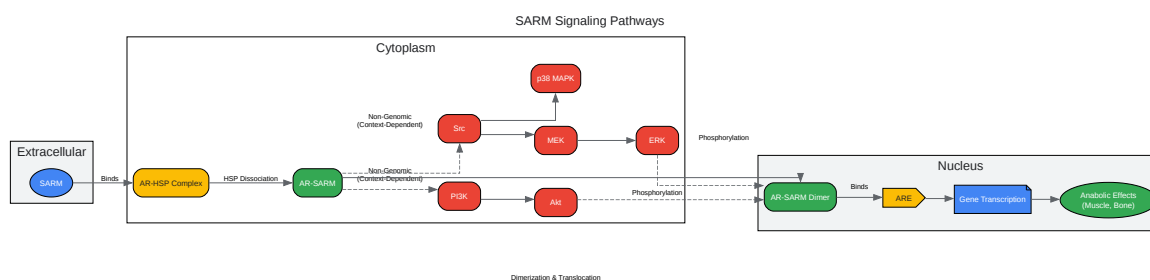 SARM Signaling Pathways
Cytoplasm
p38 MAPK
Non-Genomic
(Context-Dependent)
Src
MEK
ERK
Phosphorylation
Extracellular
SARM
Binds
AR-HSP Complex
HSP Dissociation
AR-SARM
Non-Genomic
(Context-Dependent)
PI3K
Akt
Phosphorylation
Nucleus
AR-SARM Dimer
Binds
ARE
Gene Transcription
Anabolic Effects
(Muscle, Bone)
Dimerization & Translocation